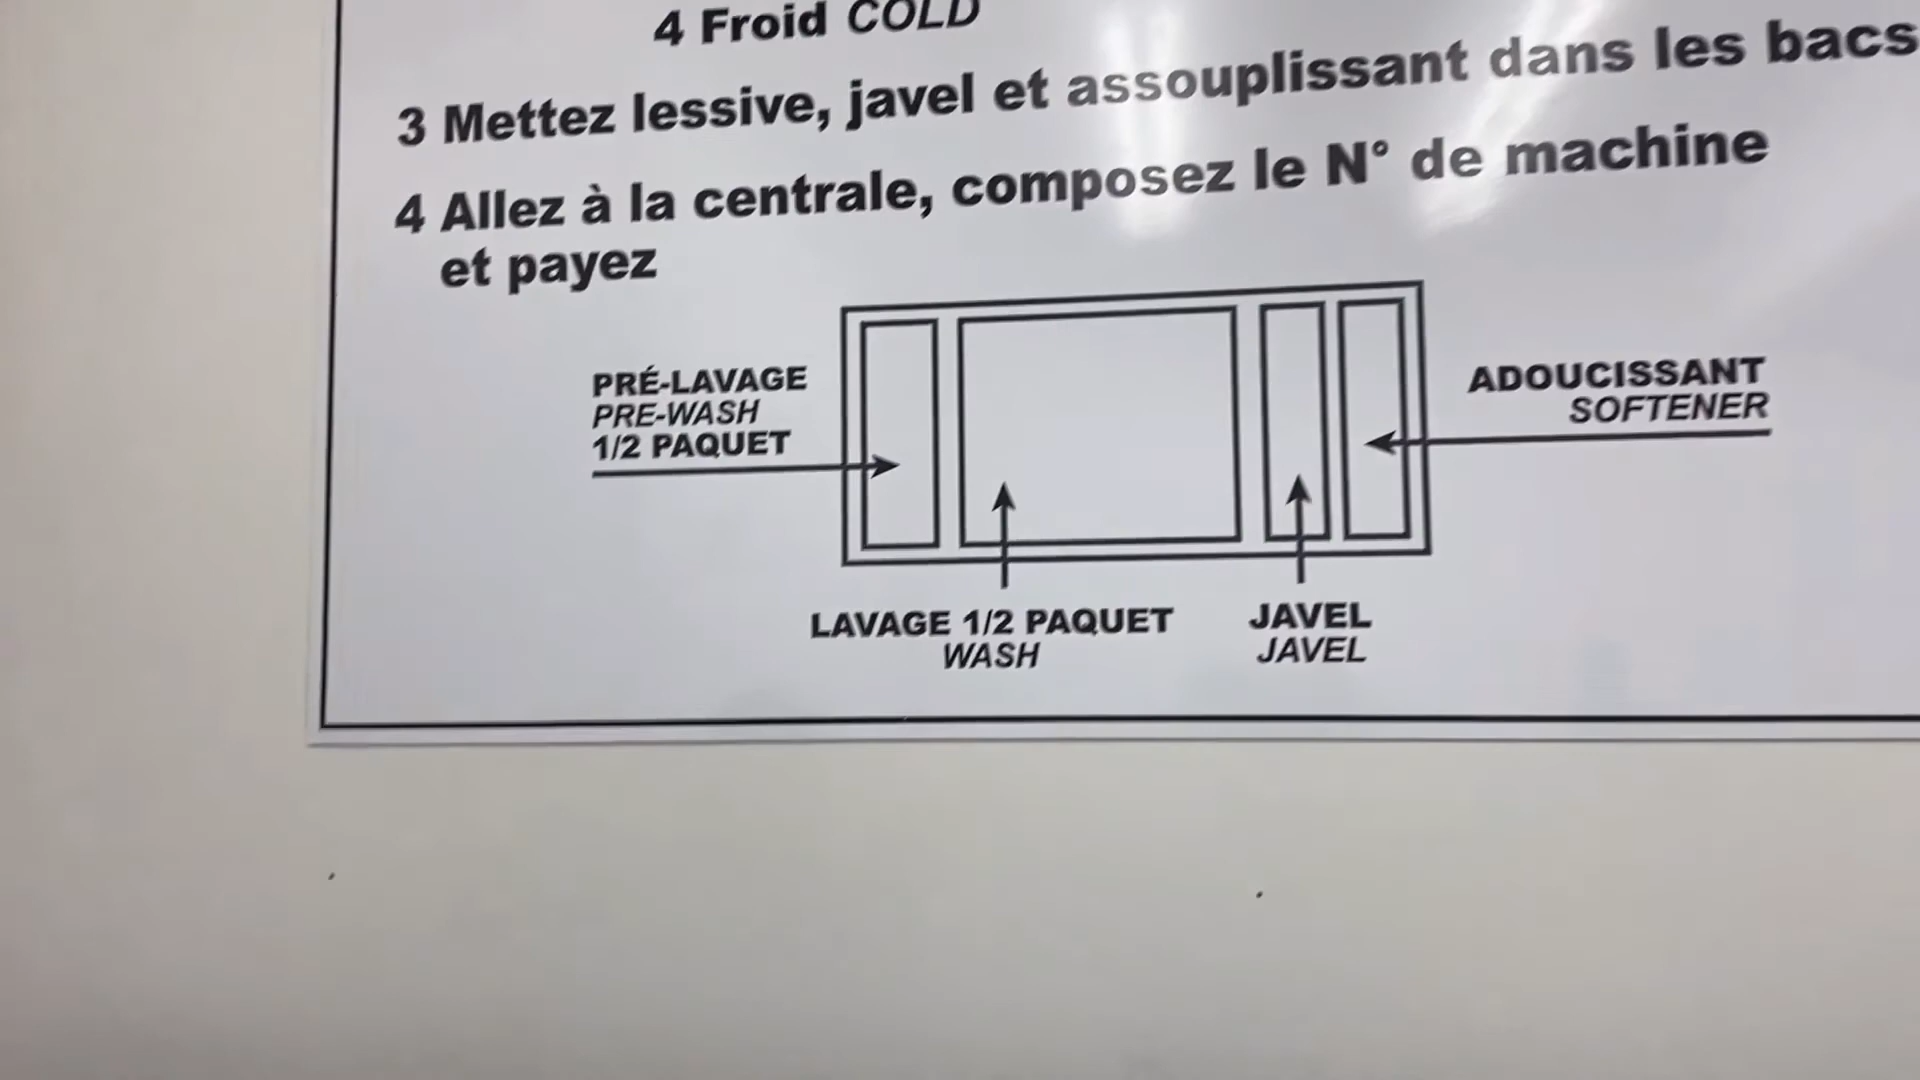 4 Froid COLD
3 Mettez lessive, javel et assouplissant dans les bacs
4 Allez à la centrale, composez le N° de machine
et payez
PRÉ-LAVAGE
PRE-WASH
1/2 PAQUET
ADOUCISSANT
SOFTENER
LAVAGE 1/2 PAQUET
WASH
JAVEL
JAVEL